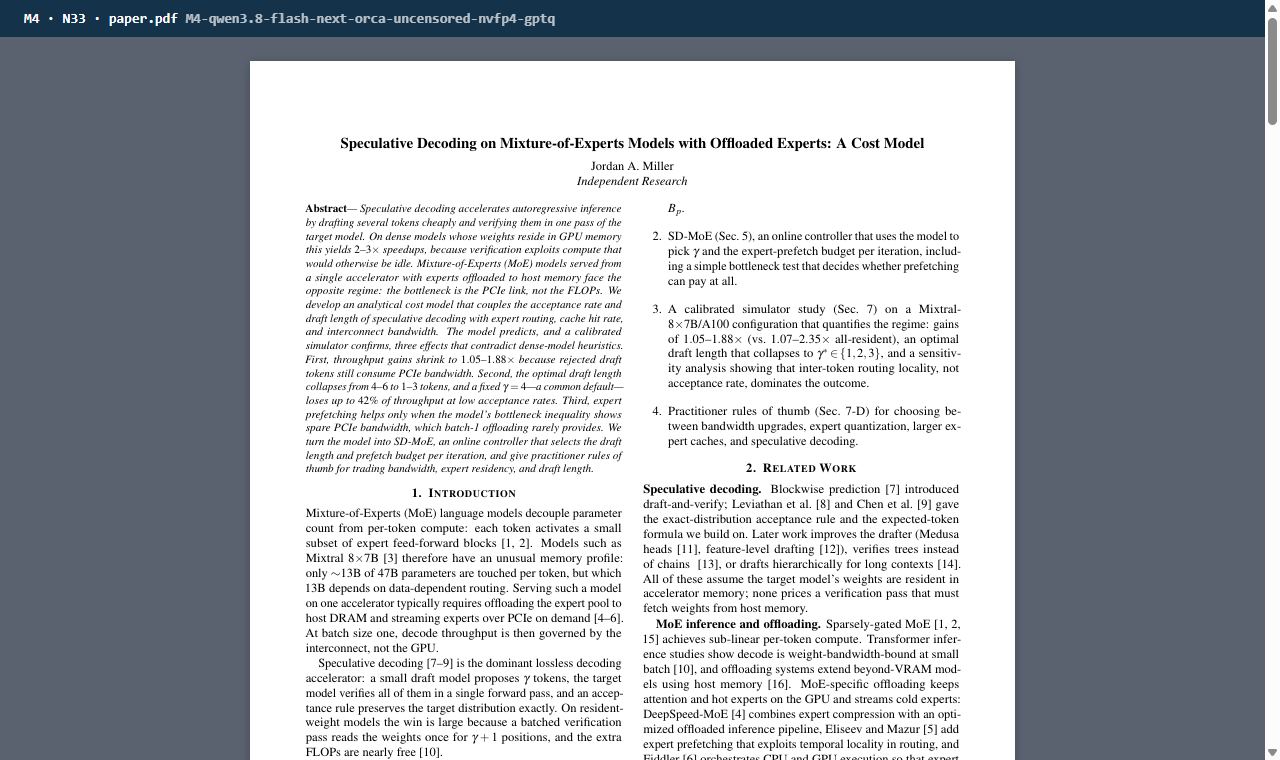 M4 · N33 · paper.pdf M4-qwen3.8-flash-next-orca-uncensored-nvfp4-gptq
Speculative Decoding on Mixture-of-Experts Models with Offloaded Experts: A Cost Model
Jordan A. Miller
Independent Research
Abstract— Speculative decoding accelerates autoregressive inference
by drafting several tokens cheaply and verifying them in one pass of the
target model. On dense models whose weights reside in GPU memory
this yields 2–3× speedups, because verification exploits compute that
would otherwise be idle. Mixture-of-Experts (MoE) models served from
a single accelerator with experts offloaded to host memory face the
opposite regime: the bottleneck is the PCIe link, not the FLOPs. We
develop an analytical cost model that couples the acceptance rate and
draft length of speculative decoding with expert routing, cache hit rate,
and interconnect bandwidth. The model predicts, and a calibrated
simulator confirms, three effects that contradict dense-model heuristics.
First, throughput gains shrink to 1.05–1.88× because rejected draft
tokens still consume PCIe bandwidth. Second, the optimal draft length
collapses from 4–6 to 1–3 tokens, and a fixed γ = 4—a common default—
loses up to 42% of throughput at low acceptance rates. Third, expert
prefetching helps only when the model's bottleneck inequality shows
spare PCIe bandwidth, which batch-1 offloading rarely provides. We
turn the model into SD-MoE, an online controller that selects the draft
length and prefetch budget per iteration, and give practitioner rules of
thumb for trading bandwidth, expert residency, and draft length.
1. INTRODUCTION
Mixture-of-Experts (MoE) language models decouple parameter
count from per-token compute: each token activates a small
subset of expert feed-forward blocks [1, 2]. Models such as
Mixtral 8×7B [3] therefore have an unusual memory profile:
only ∼13B of 47B parameters are touched per token, but which
13B depends on data-dependent routing. Serving such a model
on one accelerator typically requires offloading the expert pool to
host DRAM and streaming experts over PCIe on demand [4–6].
At batch size one, decode throughput is then governed by the
interconnect, not the GPU.
Speculative decoding [7–9] is the dominant lossless decoding
accelerator: a small draft model proposes γ tokens, the target
model verifies all of them in a single forward pass, and an accep-
tance rule preserves the target distribution exactly. On resident-
weight models the win is large because a batched verification
pass reads the weights once for γ + 1 positions, and the extra
FLOPs are nearly free [10].
Bp.
2. SD-MoE (Sec. 5), an online controller that uses the model to
pick γ and the expert-prefetch budget per iteration, includ-
ing a simple bottleneck test that decides whether prefetching
can pay at all.
3. A calibrated simulator study (Sec. 7) on a Mixtral-
8×7B/A100 configuration that quantifies the regime: gains
of 1.05–1.88× (vs. 1.07–2.35× all-resident), an optimal
draft length that collapses to γ* ∈ {1, 2, 3}, and a sensitiv-
ity analysis showing that inter-token routing locality, not
acceptance rate, dominates the outcome.
4. Practitioner rules of thumb (Sec. 7-D) for choosing be-
tween bandwidth upgrades, expert quantization, larger ex-
pert caches, and speculative decoding.
2. RELATED WORK
Speculative decoding. Blockwise prediction [7] introduced
draft-and-verify; Leviathan et al. [8] and Chen et al. [9] gave
the exact-distribution acceptance rule and the expected-token
formula we build on. Later work improves the drafter (Medusa
heads [11], feature-level drafting [12]), verifies trees instead
of chains [13], or drafts hierarchically for long contexts [14].
All of these assume the target model's weights are resident in
accelerator memory; none prices a verification pass that must
fetch weights from host memory.
MoE inference and offloading. Sparsely-gated MoE [1, 2,
15] achieves sub-linear per-token compute. Transformer infer-
ence studies show decode is weight-bandwidth-bound at small
batch [10], and offloading systems extend beyond-VRAM mod-
els using host memory [16]. MoE-specific offloading keeps
attention and hot experts on the GPU and streams cold experts:
DeepSpeed-MoE [4] combines expert compression with an opti-
mized offloaded inference pipeline, Eliseev and Mazur [5] add
expert prefetching that exploits temporal locality in routing, and
Fiddler [6] orchestrates CPU and GPU execution so that expert